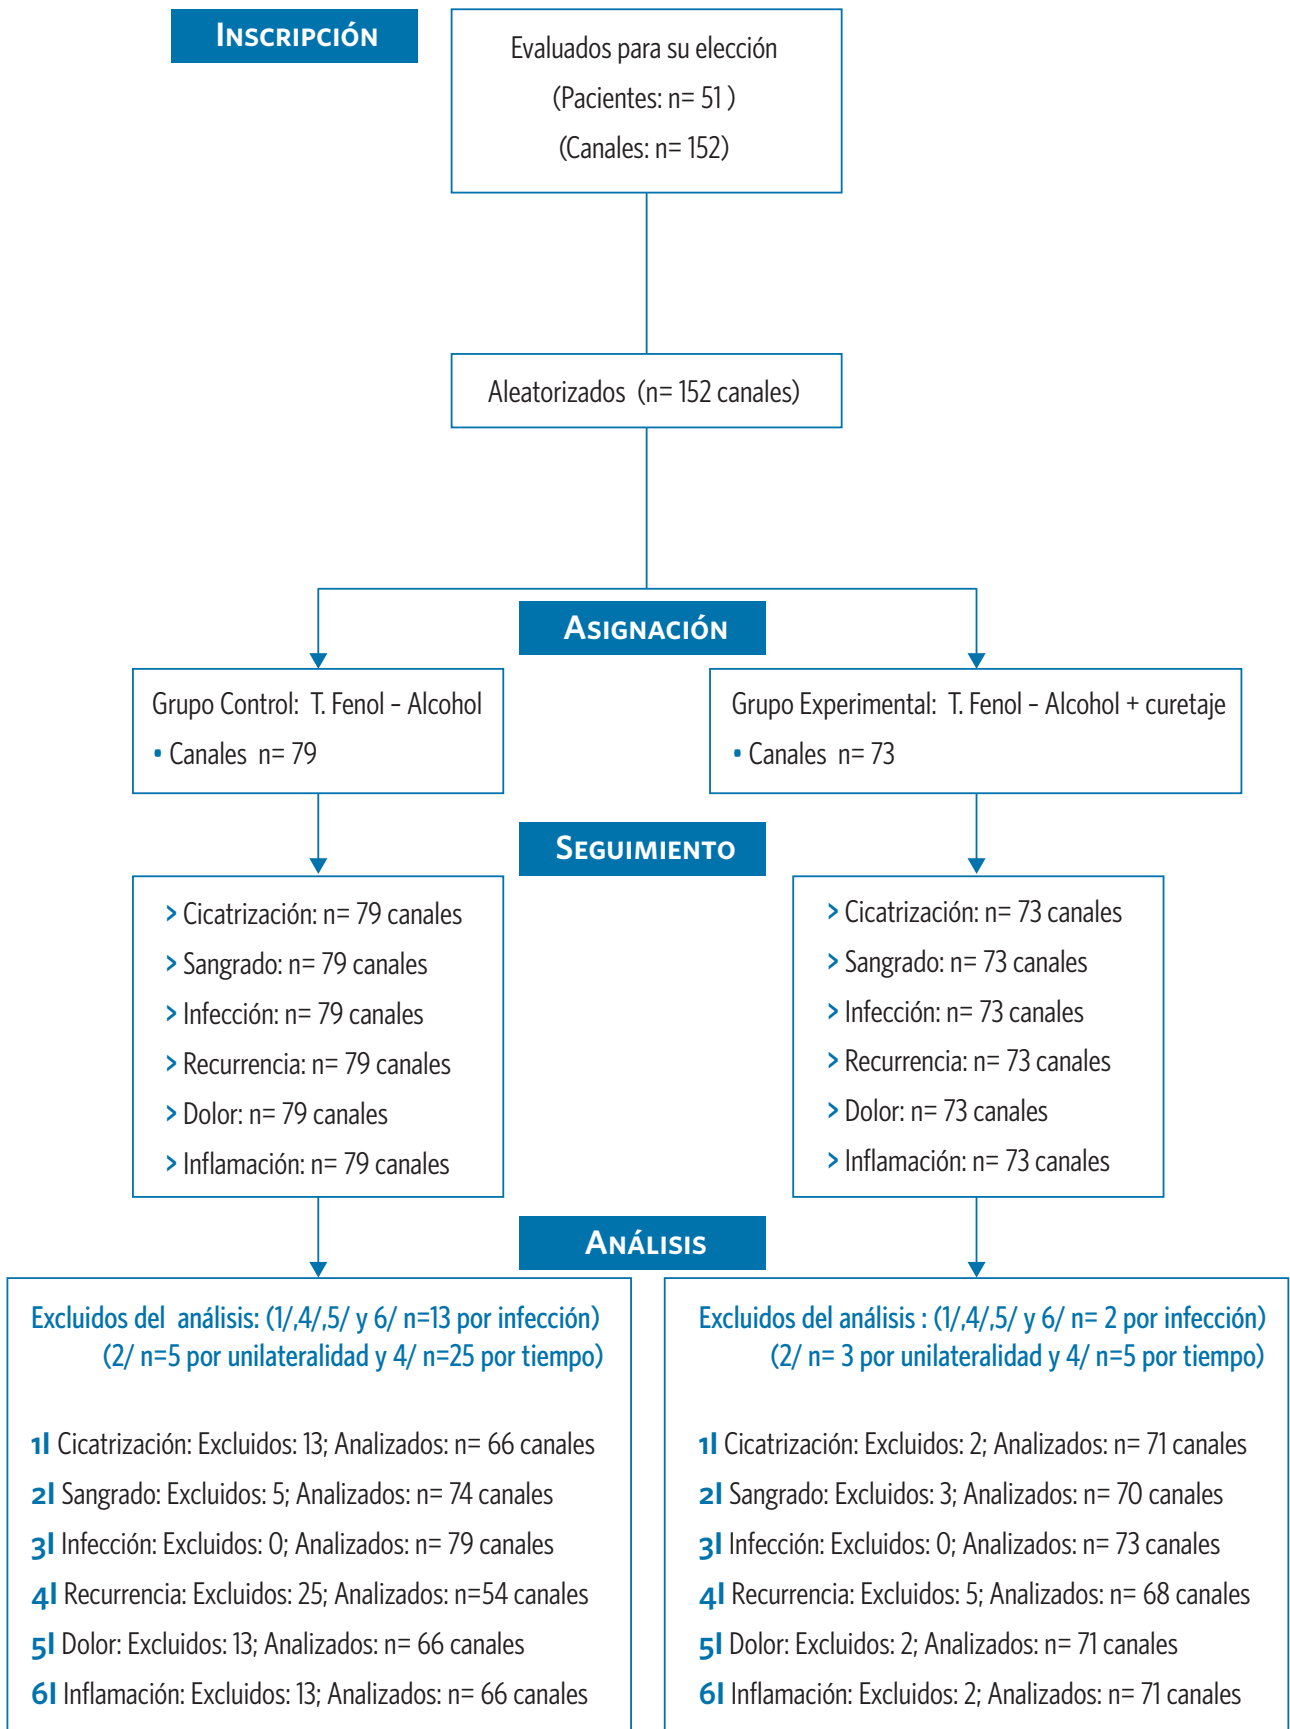 INSCRIPCIÓN
Evaluados para su elección
(Pacientes: n= 51 )
(Canales: n= 152)
Aleatorizados (n= 152 canales)
ASIGNACIÓN
Grupo Control: T. Fenol – Alcohol
• Canales n= 79
Grupo Experimental: T. Fenol – Alcohol + curetaje
• Canales n= 73
SEGUIMIENTO
> Cicatrización: n= 79 canales
> Sangrado: n= 79 canales
> Infección: n= 79 canales
> Recurrencia: n= 79 canales
> Dolor: n= 79 canales
> Inflamación: n= 79 canales
> Cicatrización: n= 73 canales
> Sangrado: n= 73 canales
> Infección: n= 73 canales
> Recurrencia: n= 73 canales
> Dolor: n= 73 canales
> Inflamación: n= 73 canales
ANÁLISIS
Excluidos del análisis: (1/,4/,5/ y 6/ n=13 por infección)
(2/ n=5 por unilateralidad y 4/ n=25 por tiempo)
1| Cicatrización: Excluidos: 13; Analizados: n= 66 canales
2| Sangrado: Excluidos: 5; Analizados: n= 74 canales
3| Infección: Excluidos: 0; Analizados: n= 79 canales
4| Recurrencia: Excluidos: 25; Analizados: n=54 canales
5| Dolor: Excluidos: 13; Analizados: n= 66 canales
6| Inflamación: Excluidos: 13; Analizados: n= 66 canales
Excluidos del análisis : (1/,4/,5/ y 6/ n= 2 por infección)
(2/ n= 3 por unilateralidad y 4/ n=5 por tiempo)
1| Cicatrización: Excluidos: 2; Analizados: n= 71 canales
2| Sangrado: Excluidos: 3; Analizados: n= 70 canales
3| Infección: Excluidos: 0; Analizados: n= 73 canales
4| Recurrencia: Excluidos: 5; Analizados: n= 68 canales
5| Dolor: Excluidos: 2; Analizados: n= 71 canales
6| Inflamación: Excluidos: 2; Analizados: n= 71 canales